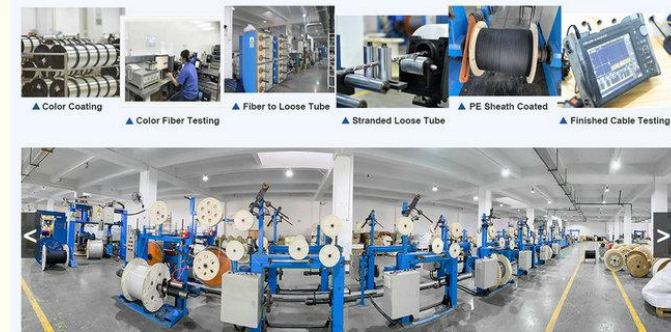 ▲ Color Coating
▲ Color Fiber Testing
▲ Fiber to Loose Tube
▲ Stranded Loose Tube
▲ PE Sheath Coated
▲ Finished Cable Testing
< >